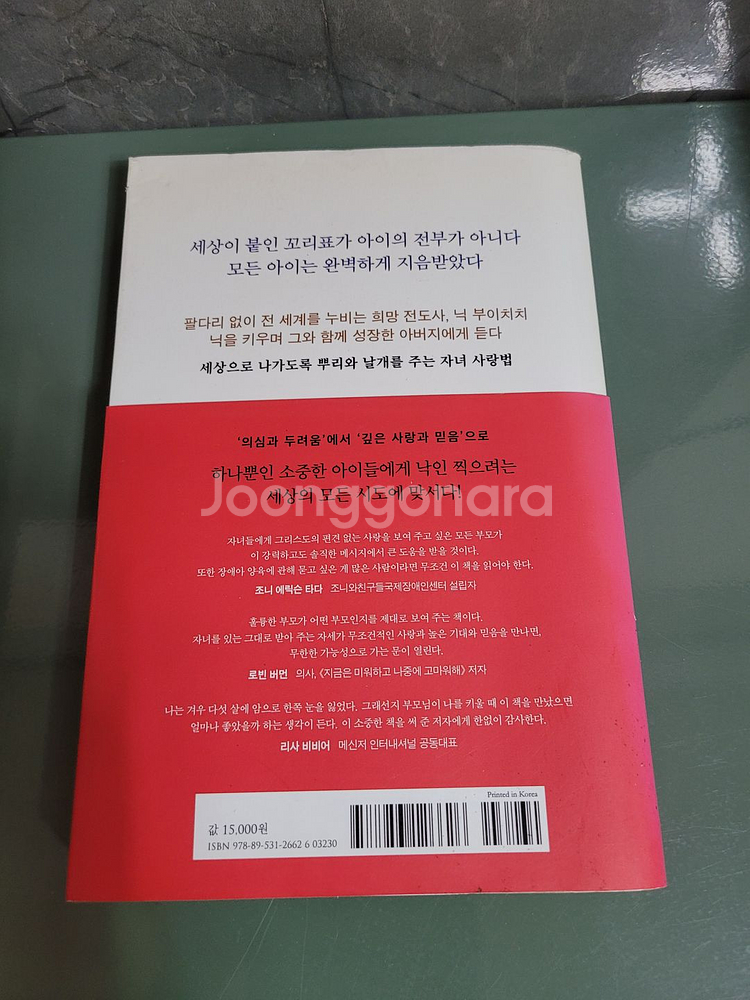 세상이 붙인 꼬리표가 아이의 전부가 아니다
모든 아이는 완벽하게 지음받았다
팔다리 없이 전 세계를 누비는 희망 전도사, 닉 부이치치
닉을 키우며 그와 함께 성장한 아버지에게 듣다
세상으로 나가도록 뿌리와 날개를 주는 자녀 사랑법
'의심과 두려움'에서 '깊은 사랑과 믿음'으로
하나뿐인 소중한 아이들에게 낙인 찍으려는
세상의 모든 시도에 맞서다!
Joonggonara
자녀들에게 그리스도의 편견 없는 사랑을 보여 주고 싶은 모든 부모가
이 강력하고도 솔직한 메시지에서 큰 도움을 받을 것이다.
또한 장애아 양육에 관해 묻고 싶은 게 많은 사람이라면 무조건 이 책을 읽어야 한다.
조니 에릭슨 타다 조니와친구들국제장애인센터 설립자
훌륭한 부모가 어떤 부모인지를 제대로 보여 주는 책이다.
자녀를 있는 그대로 받아 주는 자세가 무조건적인 사랑과 높은 기대와 믿음을 만나면,
무한한 가능성으로 가는 문이 열린다.
로빈 버먼 의사, 《지금은 미워하고 나중에 고마워해》 저자
나는 겨우 다섯 살에 암으로 한쪽 눈을 잃었다. 그래선지 부모님이 나를 키울 때 이 책을 만났으면
얼마나 좋았을까 하는 생각이 든다. 이 소중한 책을 써 준 저자에게 한없이 감사한다.
리사 비비어 메신저 인터내셔널 공동대표
Printed in Korea
값 15,000원
ISBN 978-89-531-2662 6 03230